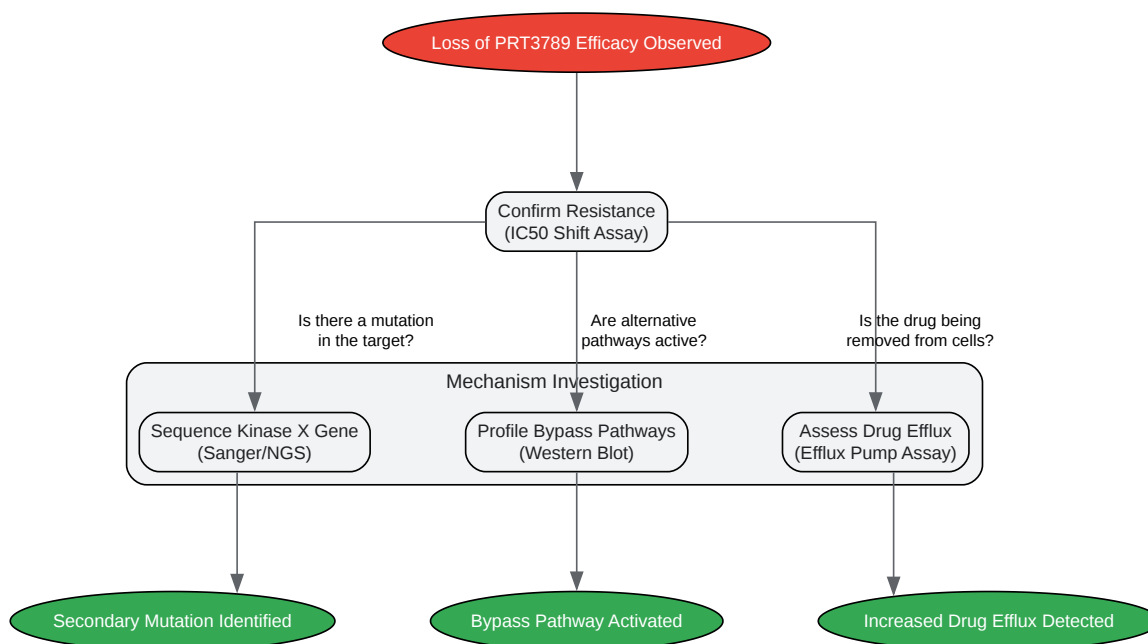 Loss of PRT3789 Efficacy Observed
Confirm Resistance
(IC50 Shift Assay)
Is there a mutation
in the target?
Are alternative
pathways active?
Is the drug being
removed from cells?
Mechanism Investigation
Sequence Kinase X Gene
(Sanger/NGS)
Profile Bypass Pathways
(Western Blot)
Assess Drug Efflux
(Efflux Pump Assay)
Secondary Mutation Identified
Bypass Pathway Activated
Increased Drug Efflux Detected